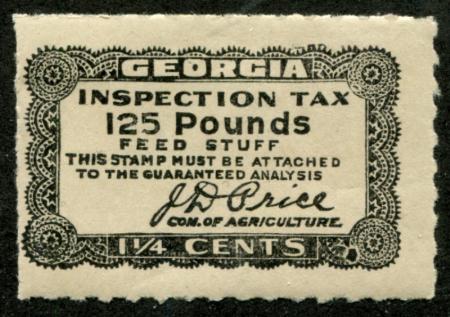 GEORGIA
INSPECTION TAX
125 Pounds
FEED STUFF
THIS STAMP MUST BE ATTACHED
TO THE GUARANTEED ANALYSIS
J D Price
COM. OF AGRICULTURE.
1 1/4 CENTS